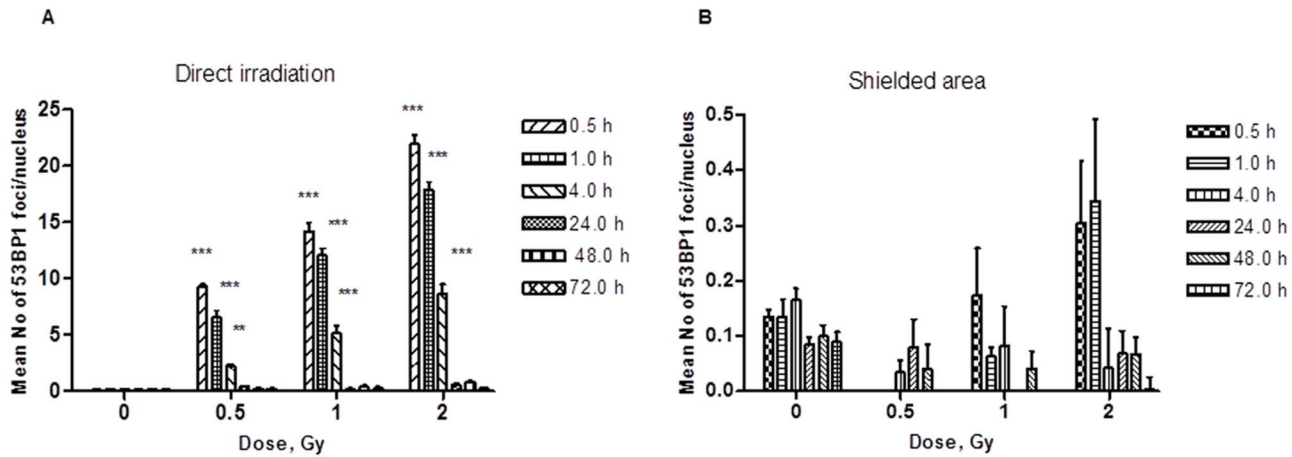 A
Direct irradiation
Mean No of 53BP1 foci/nucleus
25
20
15
10
5
0
***
***
**
***
***
***
***
***
***
0
0.5
1
2
Dose, Gy
0.5 h
1.0 h
4.0 h
24.0 h
48.0 h
72.0 h
B
Shielded area
Mean No of 53BP1 foci/nucleus
0.5
0.4
0.3
0.2
0.1
0.0
0
0.5
1
2
Dose, Gy
0.5 h
1.0 h
4.0 h
24.0 h
48.0 h
72.0 h